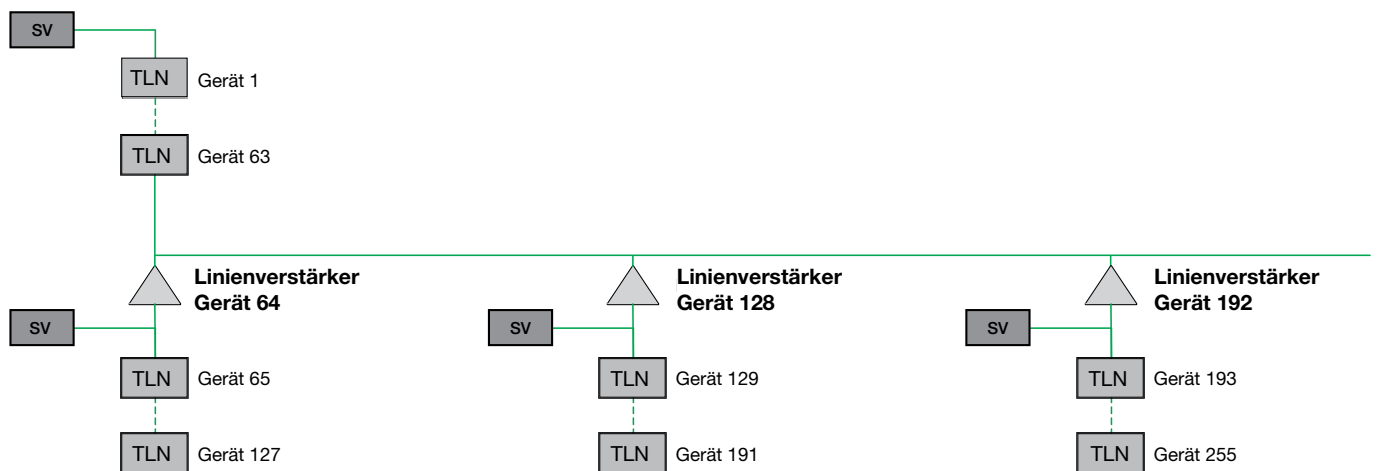 SV
TLN Gerät 1
TLN Gerät 63
Linienverstärker
Gerät 64
Linienverstärker
Gerät 128
Linienverstärker
Gerät 192
SV
SV
SV
TLN Gerät 65
TLN Gerät 129
TLN Gerät 193
TLN Gerät 127
TLN Gerät 191
TLN Gerät 255